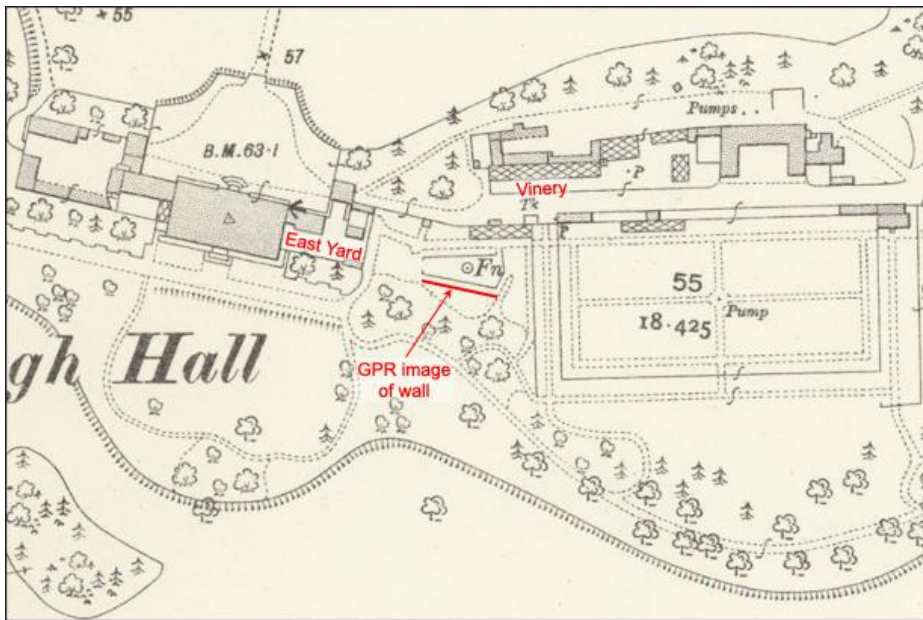 + 55
57
Pumps
B.M. 63·1
P
Vinery
Tk
East Yard
P
Fn
55
18·425
Pump
gh Hall
GPR image
of wall